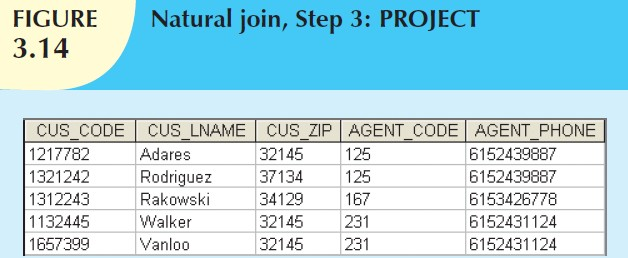 FIGURE
3.14
Natural join, Step 3: PROJECT
CUS_CODE CUS_LNAME CUS_ZIP AGENT_CODE AGENT_PHONE
1217782 Adares 32145 125 6152439887
1321242 Rodriguez 37134 125 6152439887
1312243 Rakowski 34129 167 6153426778
1132445 Walker 32145 231 6152431124
1657399 Vanloo 32145 231 6152431124